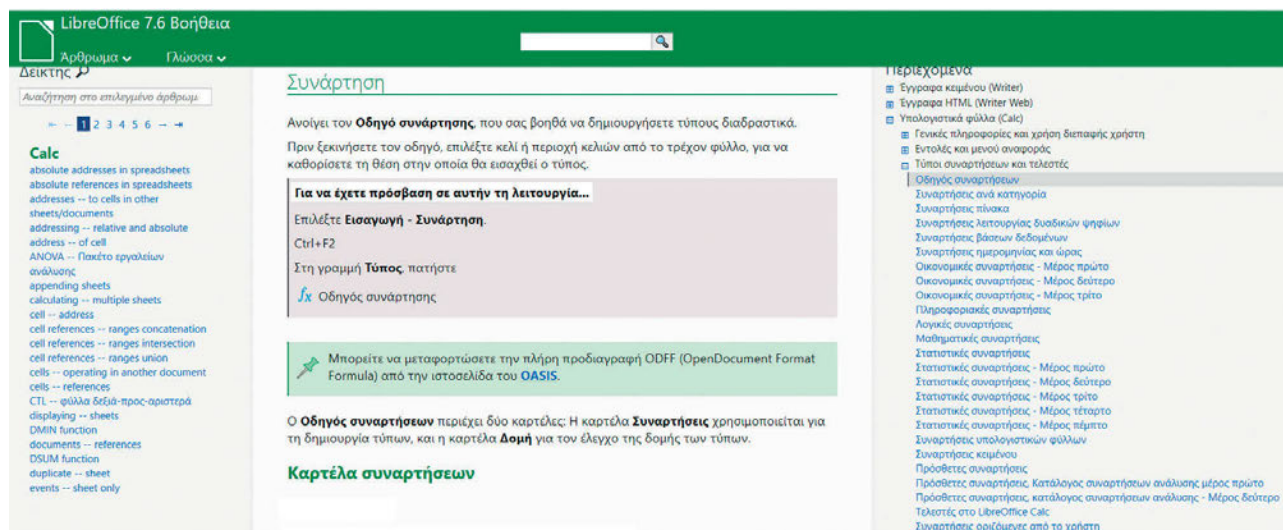 LibreOffice 7.6 Βοήθεια
Άρθρωμα
Γλώσσα
Δείκτης
Αναζήτηση στο επιλεγμένο άρθρωμ
1 2 3 4 5 6
Calc
absolute addresses in spreadsheets
absolute references in spreadsheets
addresses -- to cells in other
sheets/documents
addressing -- relative and absolute
address -- of cell
ANOVA -- Πακέτο εργαλείων
ανάλυσης
appending sheets
calculating -- multiple sheets
cell -- address
cell references -- ranges concatenation
cell references -- ranges intersection
cell references -- ranges union
cells -- operating in another document
cells -- references
CTL -- φύλλα δεξιά-προς-αριστερά
displaying -- sheets
DMIN function
documents -- references
DSUM function
duplicate -- sheet
events -- sheet only
Συνάρτηση
Ανοίγει τον Οδηγό συνάρτησης, που σας βοηθά να δημιουργήσετε τύπους διαδραστικά.
Πριν ξεκινήσετε τον οδηγό, επιλέξτε κελί ή περιοχή κελιών από το τρέχον φύλλο, για να
καθορίσετε τη θέση στην οποία θα εισαχθεί ο τύπος.
Για να έχετε πρόσβαση σε αυτήν τη λειτουργία...
Επιλέξτε Εισαγωγή - Συνάρτηση.
Ctrl+F2
Στη γραμμή Τύπος, πατήστε
fx Οδηγός συνάρτησης
Μπορείτε να μεταφορτώσετε την πλήρη προδιαγραφή ODFF (OpenDocument Format
Formula) από την ιστοσελίδα του OASIS.
Ο Οδηγός συναρτήσεων περιέχει δύο καρτέλες: Η καρτέλα Συναρτήσεις χρησιμοποιείται για
τη δημιουργία τύπων, και η καρτέλα Δομή για τον έλεγχο της δομής των τύπων.
Καρτέλα συναρτήσεων
Περιεχόμενα
Έγγραφα κειμένου (Writer)
Έγγραφα HTML (Writer Web)
Υπολογιστικά φύλλα (Calc)
Γενικές πληροφορίες και χρήση διεπαφής χρήστη
Εντολές και μενού αναφοράς
Τύποι συναρτήσεων και τελεστές
Οδηγός συναρτήσεων
Συναρτήσεις ανά κατηγορία
Συναρτήσεις πίνακα
Συναρτήσεις λειτουργίας δυαδικών ψηφίων
Συναρτήσεις βάσεων δεδομένων
Συναρτήσεις ημερομηνίας και ώρας
Οικονομικές συναρτήσεις - Μέρος πρώτο
Οικονομικές συναρτήσεις - Μέρος δεύτερο
Οικονομικές συναρτήσεις - Μέρος τρίτο
Πληροφοριακές συναρτήσεις
Λογικές συναρτήσεις
Μαθηματικές συναρτήσεις
Στατιστικές συναρτήσεις
Στατιστικές συναρτήσεις - Μέρος πρώτο
Στατιστικές συναρτήσεις - Μέρος δεύτερο
Στατιστικές συναρτήσεις - Μέρος τρίτο
Στατιστικές συναρτήσεις - Μέρος τέταρτο
Στατιστικές συναρτήσεις - Μέρος πέμπτο
Συναρτήσεις υπολογιστικών φύλλων
Συναρτήσεις κειμένου
Πρόσθετες συναρτήσεις
Πρόσθετες συναρτήσεις, Κατάλογος συναρτήσεων ανάλυσης μέρος πρώτο
Πρόσθετες συναρτήσεις, κατάλογος συναρτήσεων ανάλυσης - Μέρος δεύτερο
Τελεστές στο LibreOffice Calc
Συναρτήσεις οριζόμενες από το χρήστη